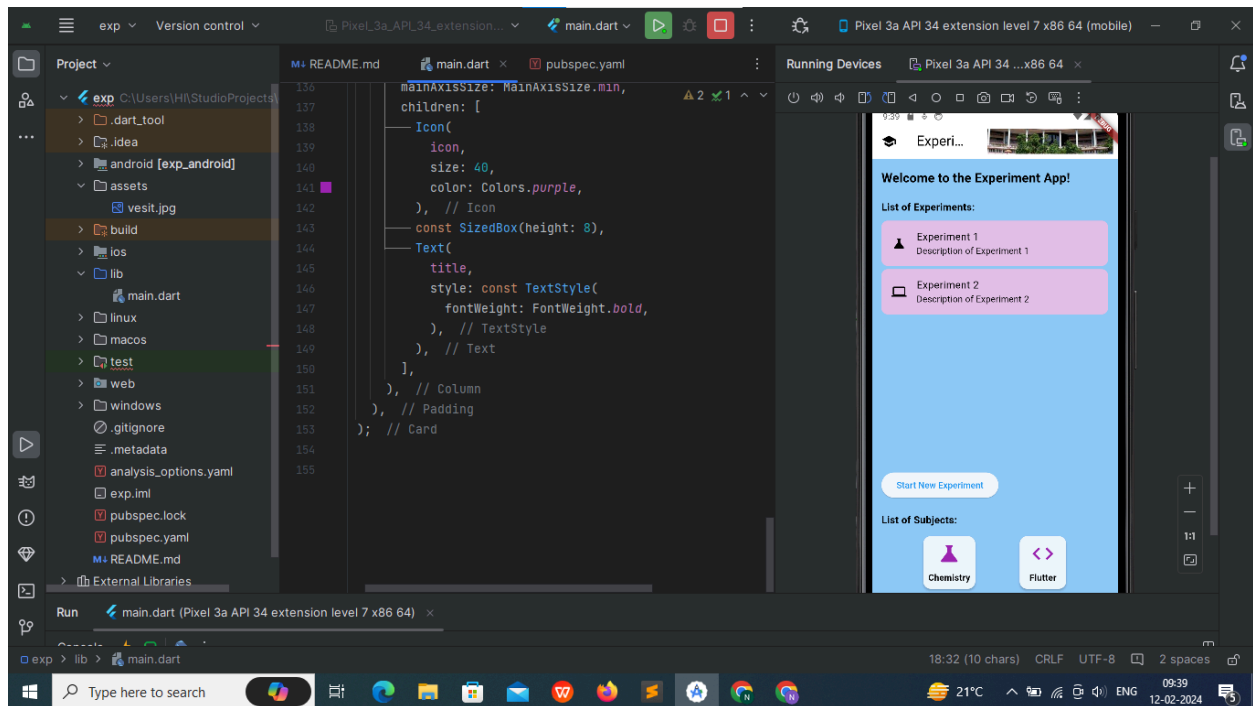 exp Version control Pixel_3a_API_34_extension... main.dart Pixel 3a API 34 extension level 7 x86 64 (mobile)
Project
README.md main.dart pubspec.yaml
Running Devices Pixel 3a API 34 ...x86 64
exp C:\Users\HI\StudioProjects\
.dart_tool
.idea
android [exp_android]
assets
vesit.jpg
build
ios
lib
main.dart
linux
macos
test
web
windows
.gitignore
.metadata
analysis_options.yaml
exp.iml
pubspec.lock
pubspec.yaml
README.md
External Libraries
2 1
136 mainAxisSize: MainAxisSize.min,
137 children: [
138 Icon(
139 icon,
140 size: 40,
141 color: Colors.purple,
142 ), // Icon
143 const SizedBox(height: 8),
144 Text(
145 title,
146 style: const TextStyle(
147 fontWeight: FontWeight.bold,
148 ), // TextStyle
149 ), // Text
150 ],
151 ), // Column
152 ), // Padding
153 ); // Card
154
155
9:39
Experi...
Welcome to the Experiment App!
List of Experiments:
Experiment 1
Description of Experiment 1
Experiment 2
Description of Experiment 2
Start New Experiment
List of Subjects:
Chemistry Flutter
1:1
Run main.dart (Pixel 3a API 34 extension level 7 x86 64)
Console
exp > lib > main.dart 18:32 (10 chars) CRLF UTF-8 2 spaces
Type here to search
21°C ENG 09:39
12-02-2024
5